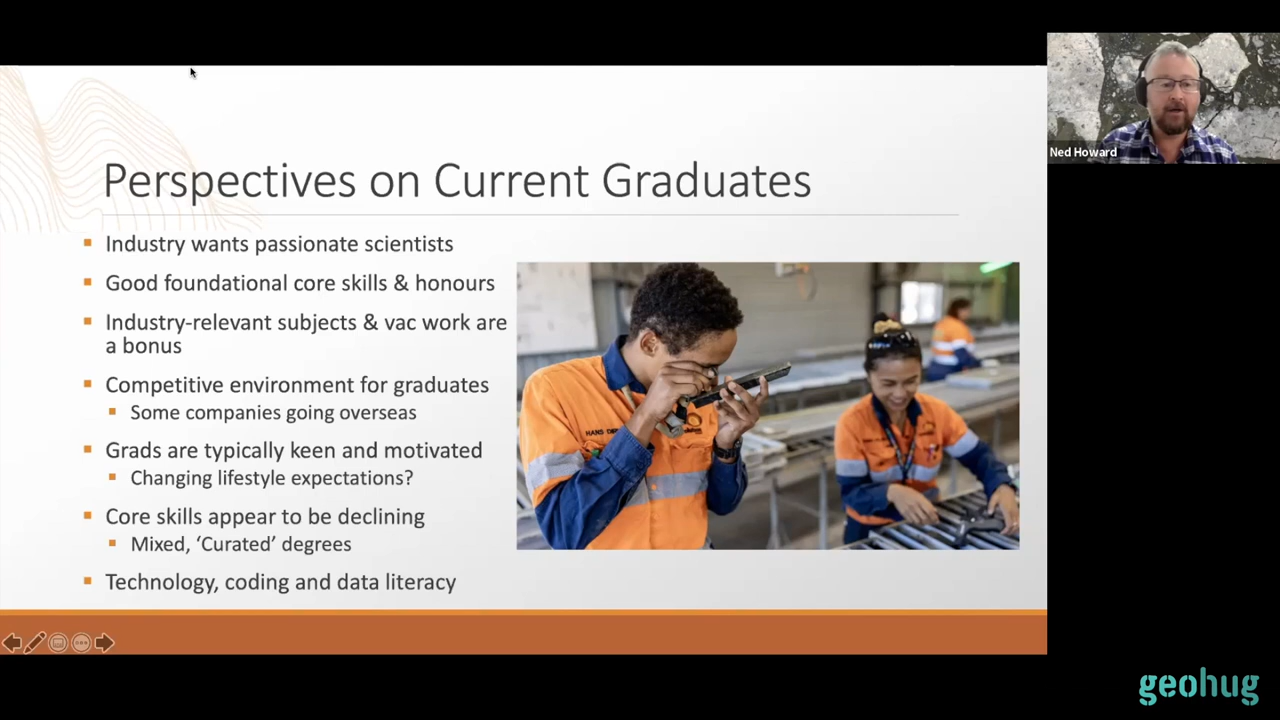 Perspectives on Current Graduates
Industry wants passionate scientists
Good foundational core skills & honours
Industry-relevant subjects & vac work are
a bonus
Competitive environment for graduates
Some companies going overseas
Grads are typically keen and motivated
Changing lifestyle expectations?
Core skills appear to be declining
Mixed, ‘Curated’ degrees
Technology, coding and data literacy
Ned Howard
geohug